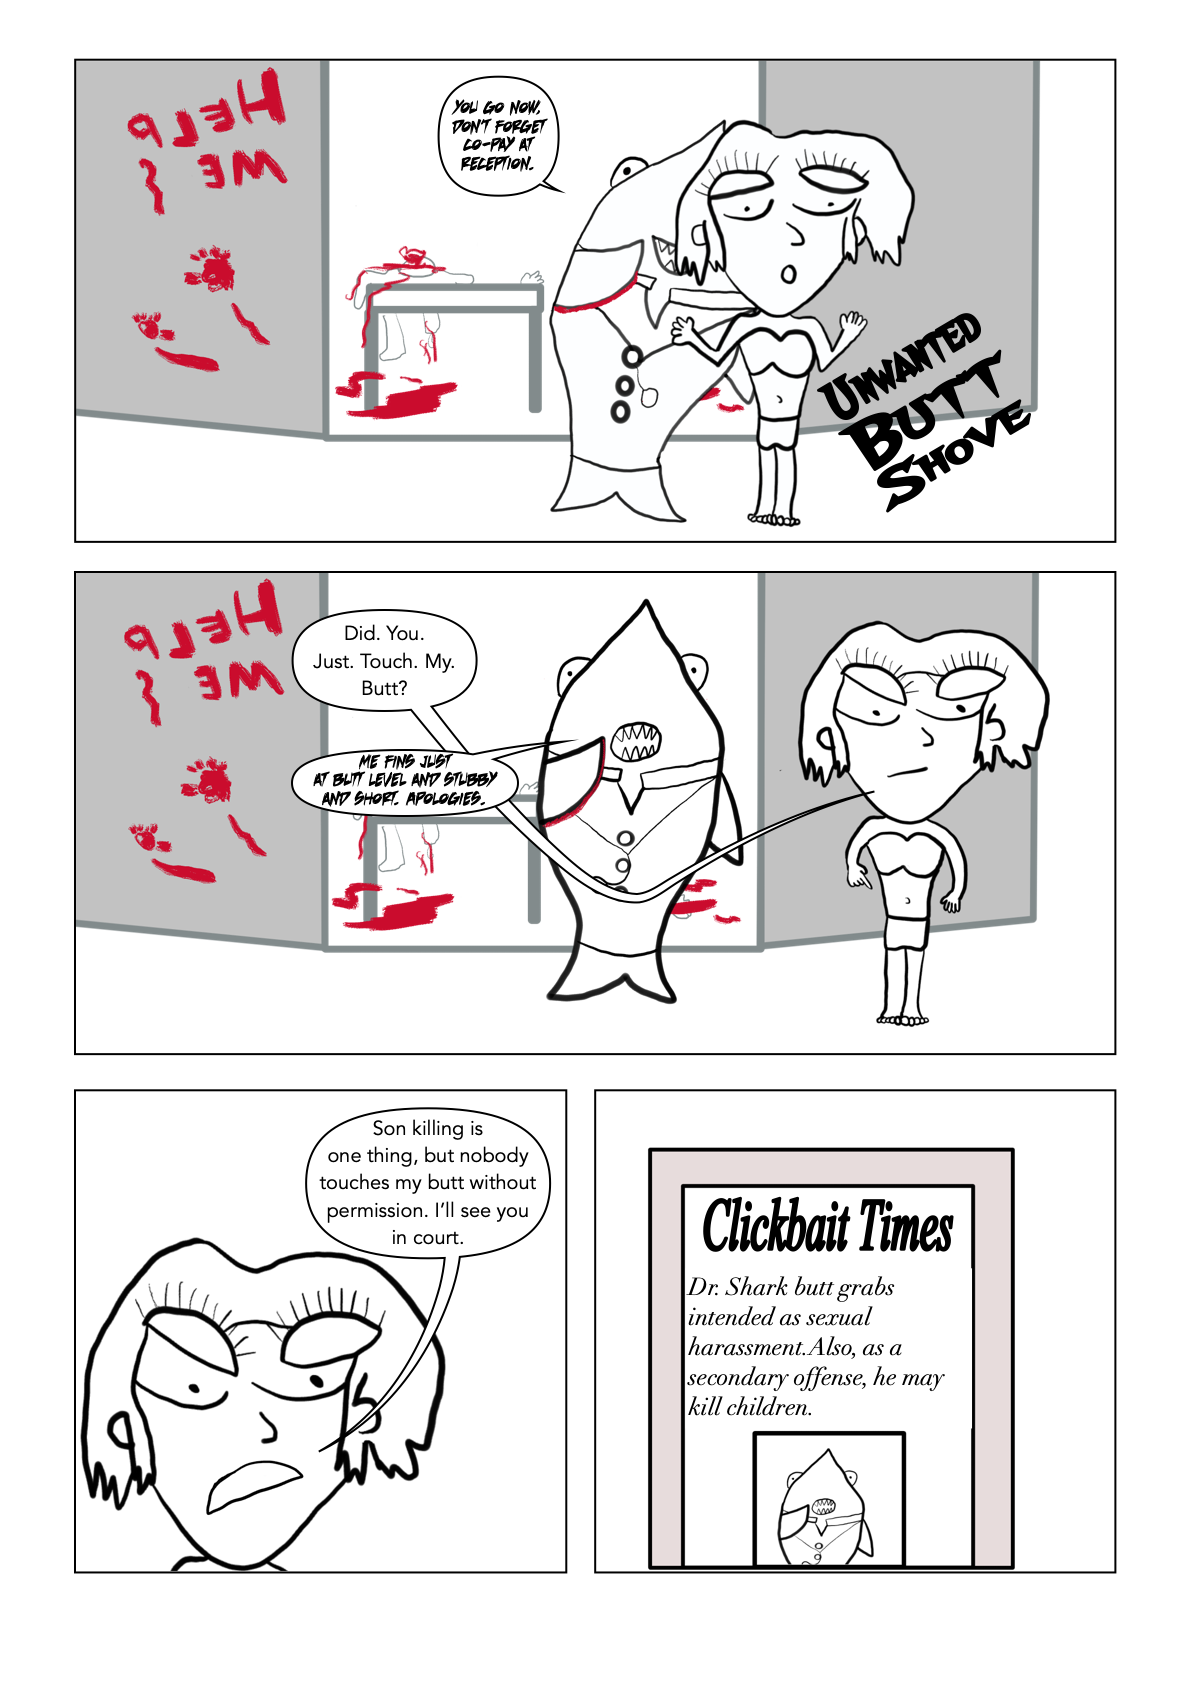 HELP
ME !
YOU GO NOW,
DON'T FORGET
CO-PAY AT
RECEPTION.
UNWANTED
BUTT
SHOVE
HELP
ME !
Did. You.
Just. Touch. My.
Butt?
ME FINS JUST
AT BUTT LEVEL AND STUBBY
AND SHORT. APOLOGIES.
Son killing is
one thing, but nobody
touches my butt without
permission. I'll see you
in court.
Clickbait Times
Dr. Shark butt grabs
intended as sexual
harassment.Also, as a
secondary offense, he may
kill children.